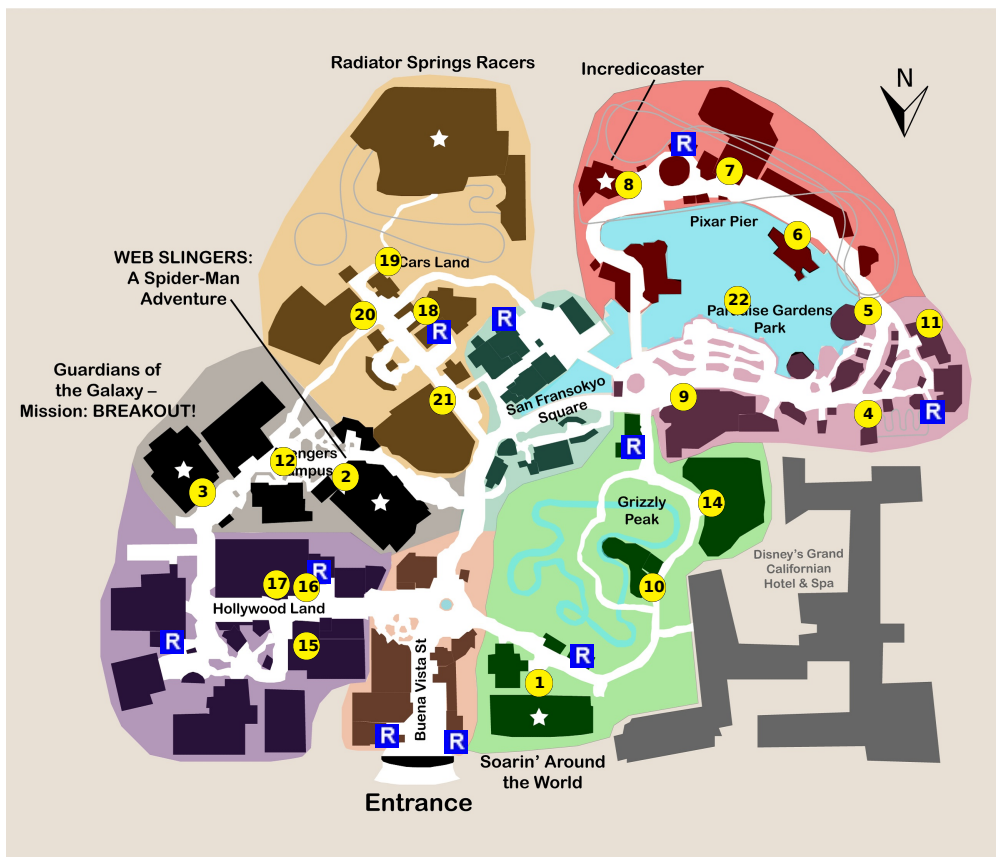 Radiator Springs Racers
Incredicoaster
N
R
7
8
Pixar Pier
6
WEB SLINGERS:
A Spider-Man
Adventure
19
Cars Land
22
Paradise Gardens
Park
18
20
R
R
5
11
Guardians of
the Galaxy –
Mission: BREAKOUT!
21
San Fransokyo
Square
9
4
R
R
12
Avengers
Campus
2
3
Grizzly
Peak
14
Disney's Grand
Californian
Hotel & Spa
R
17
16
10
Hollywood Land
R
15
R
1
Buena Vista St
R
R
Soarin' Around
the World
Entrance